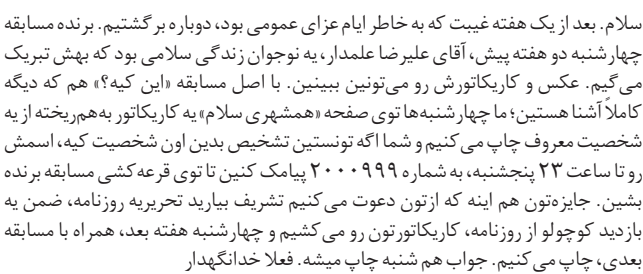 سلام. بعد از یک هفته غیبت که به خاطر ایام عزای عمومی بود، دوباره برگشتیم. برنده مسابقه
چهارشنبه دو هفته پیش، آقای علیرضا علمدار، یه نوجوان زندگی سلامی بود که بهش تبریک
می‌گیم. عکس و کاریکاتورش رو می‌تونین ببینین. با اصل مسابقه «این کیه؟» هم که دیگه
کاملاً آشنا هستین؛ ما چهارشنبه‌ها توی صفحه «همشهری سلام» یه کاریکاتور به‌هم‌ریخته از یه
شخصیت معروف چاپ می‌کنیم و شما اگه تونستین تشخیص بدین اون شخصیت کیه، اسمش
رو تا ساعت ۲۳ پنجشنبه، به شماره ۲۰۰۰۹۹۹ پیامک کنین تا توی قرعه‌کشی مسابقه برنده
بشین. جایزه‌تون هم اینه که ازتون دعوت می‌کنیم تشریف بیارید تحریریه روزنامه، ضمن یه
بازدید کوچولو از روزنامه، کاریکاتورتون رو می‌کشیم و چهارشنبه هفته بعد، همراه با مسابقه
بعدی، چاپ می‌کنیم. جواب هم شنبه چاپ میشه. فعلا خدانگهدار